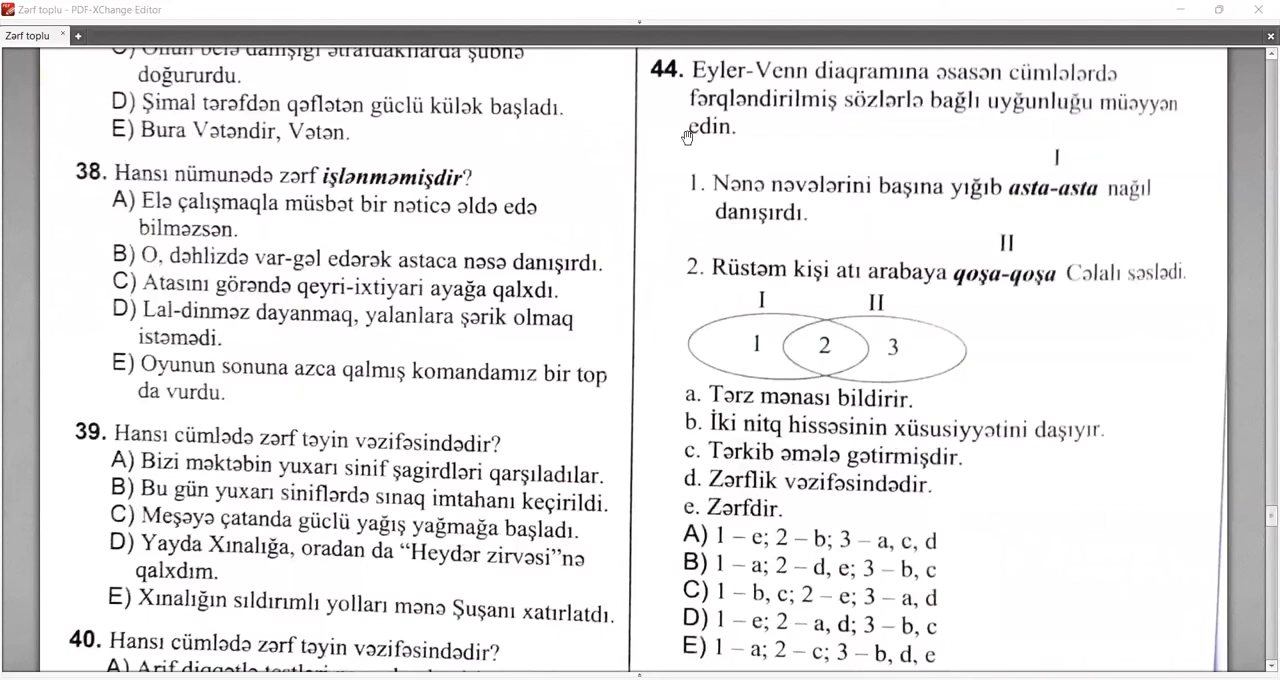 Zərf toplu - PDF-XChange Editor
Zərf toplu
doğururdu.
D) Şimal tərəfdən qəflətən güclü külək başladı.
E) Bura Vətəndir, Vətən.
38. Hansı nümunədə zərf işlənməmişdir?
A) Elə çalışmaqla müsbət bir nəticə əldə edə
bilməzsən.
B) O, dəhlizdə var-gəl edərək astaca nəsə danışırdı.
C) Atasını görəndə qeyri-ixtiyari ayağa qalxdı.
D) Lal-dinməz dayanmaq, yalanlara şərik olmaq
istəmədi.
E) Oyunun sonuna azca qalmış komandamız bir top
da vurdu.
39. Hansı cümlədə zərf təyin vəzifəsindədir?
A) Bizi məktəbin yuxarı sinif şagirdləri qarşıladılar.
B) Bu gün yuxarı siniflərdə sınaq imtahanı keçirildi.
C) Meşəyə çatanda güclü yağış yağmağa başladı.
D) Yayda Xınalığa, oradan da “Heydər zirvəsi”nə
qalxdım.
E) Xınalığın sıldırımlı yolları mənə Şuşanı xatırlatdı.
40. Hansı cümlədə zərf təyin vəzifəsindədir?
44. Eyler-Venn diaqramına əsasən cümlələrdə
fərqləndirilmiş sözlərlə bağlı uyğunluğu müəyyən
edin.
I
1. Nənə nəvələrini başına yığıb asta-asta nağıl
danışırdı.
II
2. Rüstəm kişi atı arabaya qoşa-qoşa Cəlalı səslədi.
I II
1 2 3
a. Tərz mənası bildirir.
b. İki nitq hissəsinin xüsusiyyətini daşıyır.
c. Tərkib əmələ gətirmişdir.
d. Zərflik vəzifəsindədir.
e. Zərfdir.
A) 1 – e; 2 – b; 3 – a, c, d
B) 1 – a; 2 – d, e; 3 – b, c
C) 1 – b, c; 2 – e; 3 – a, d
D) 1 – e; 2 – a, d; 3 – b, c
E) 1 – a; 2 – c; 3 – b, d, e